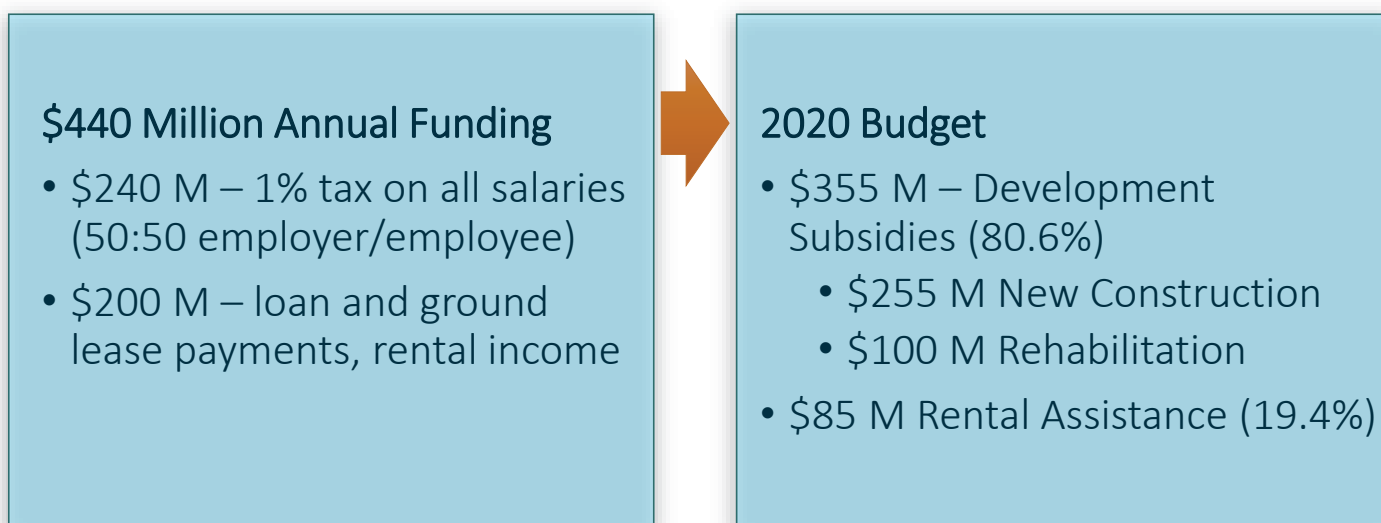 $440 Million Annual Funding
• $240 M – 1% tax on all salaries
(50:50 employer/employee)
• $200 M – loan and ground
lease payments, rental income
2020 Budget
• $355 M – Development
Subsidies (80.6%)
• $255 M New Construction
• $100 M Rehabilitation
• $85 M Rental Assistance (19.4%)